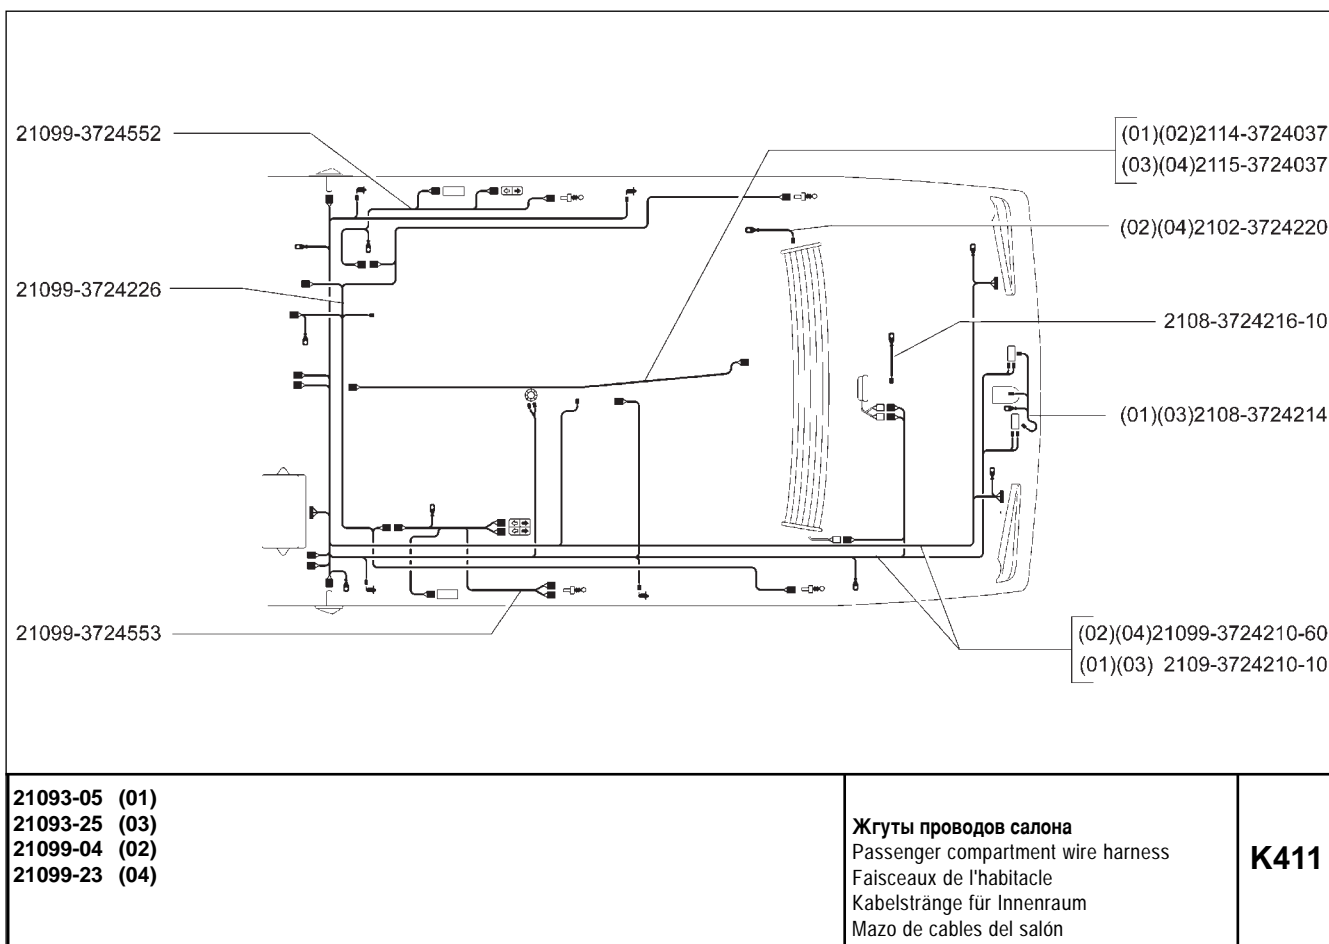 21099-3724552
(01)(02)2114-3724037
(03)(04)2115-3724037
(02)(04)2102-3724220
21099-3724226
2108-3724216-10
(01)(03)2108-3724214
21099-3724553
(02)(04)21099-3724210-60
(01)(03) 2109-3724210-10
21093-05 (01)
21093-25 (03)
21099-04 (02)
21099-23 (04)
Жгуты проводов салона
Passenger compartment wire harness
Faisceaux de l'habitacle
Kabelstränge für Innenraum
Mazo de cables del salón
K411